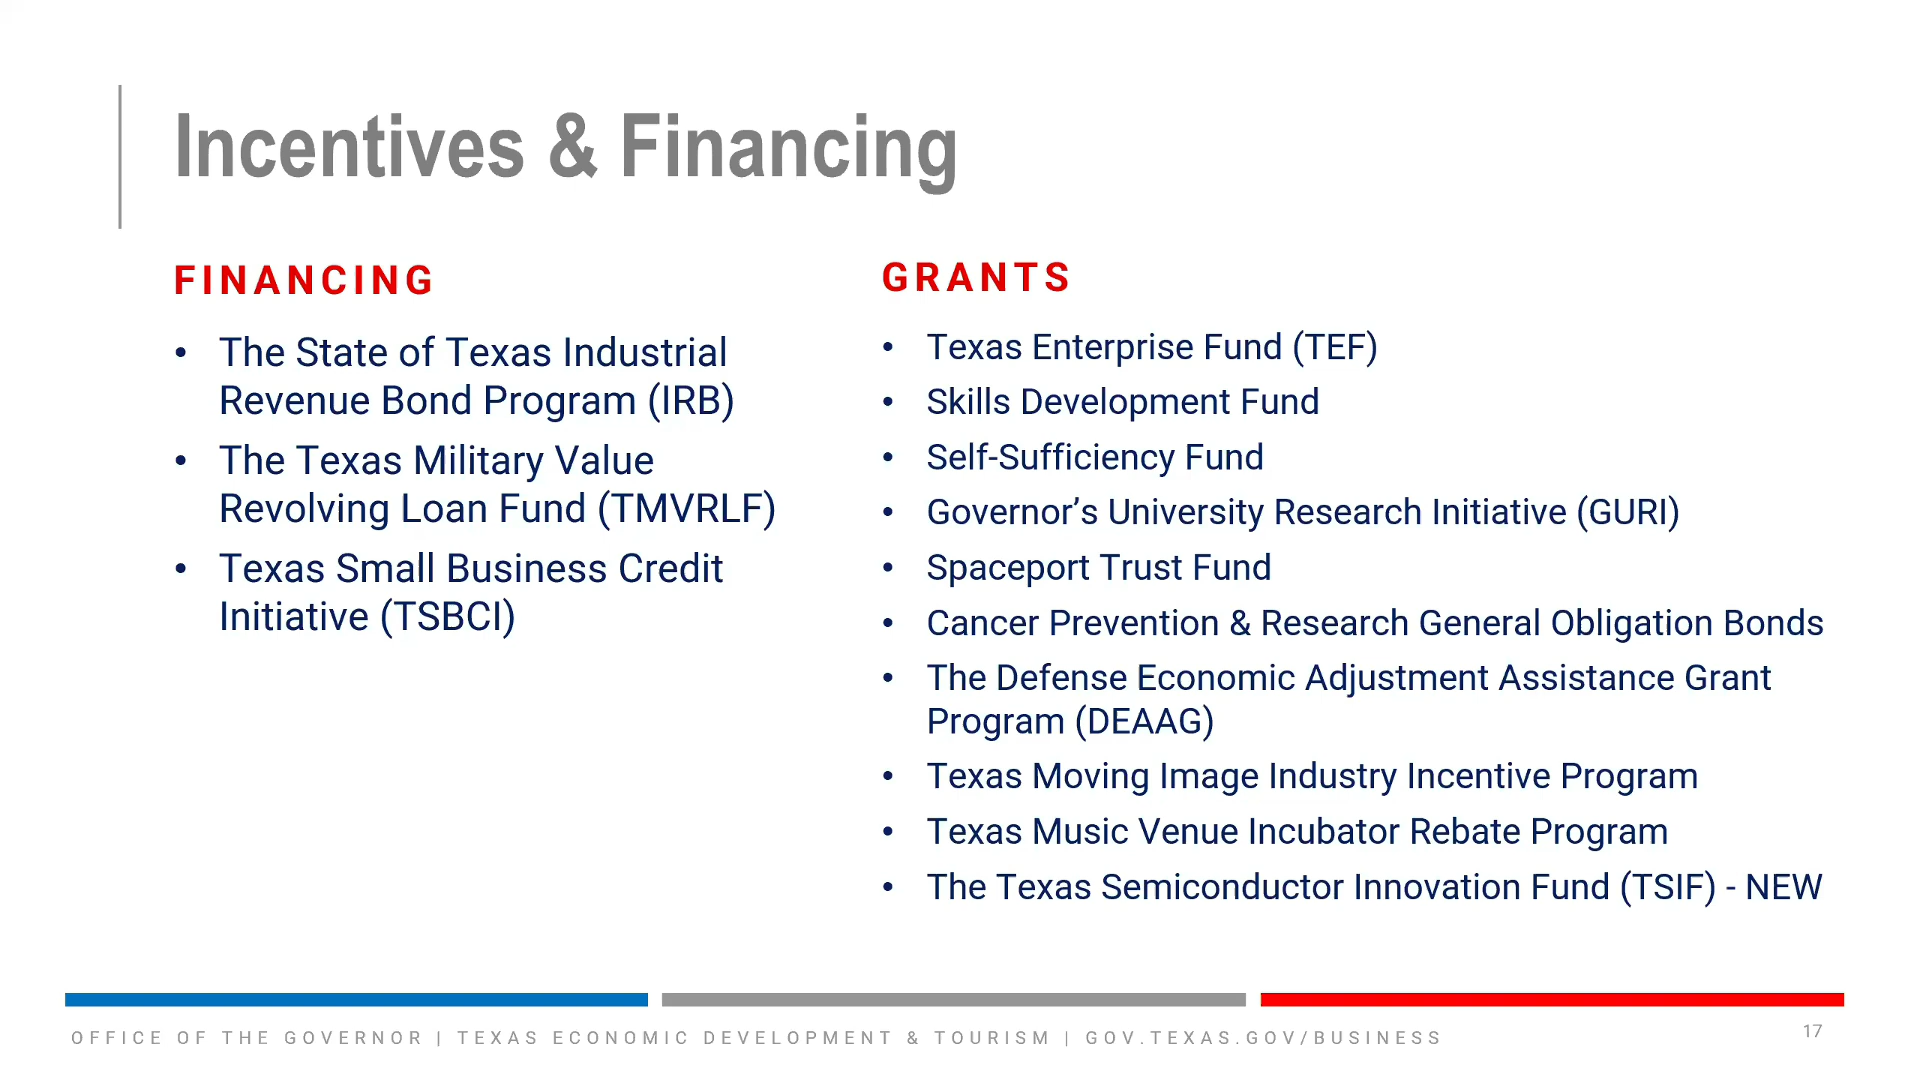 Incentives & Financing
FINANCING
• The State of Texas Industrial
Revenue Bond Program (IRB)
• The Texas Military Value
Revolving Loan Fund (TMVRLF)
• Texas Small Business Credit
Initiative (TSBCI)
GRANTS
• Texas Enterprise Fund (TEF)
• Skills Development Fund
• Self-Sufficiency Fund
• Governor’s University Research Initiative (GURI)
• Spaceport Trust Fund
• Cancer Prevention & Research General Obligation Bonds
• The Defense Economic Adjustment Assistance Grant
Program (DEAAG)
• Texas Moving Image Industry Incentive Program
• Texas Music Venue Incubator Rebate Program
• The Texas Semiconductor Innovation Fund (TSIF) - NEW
OFFICE OF THE GOVERNOR | TEXAS ECONOMIC DEVELOPMENT & TOURISM | GOV.TEXAS.GOV/BUSINESS
17